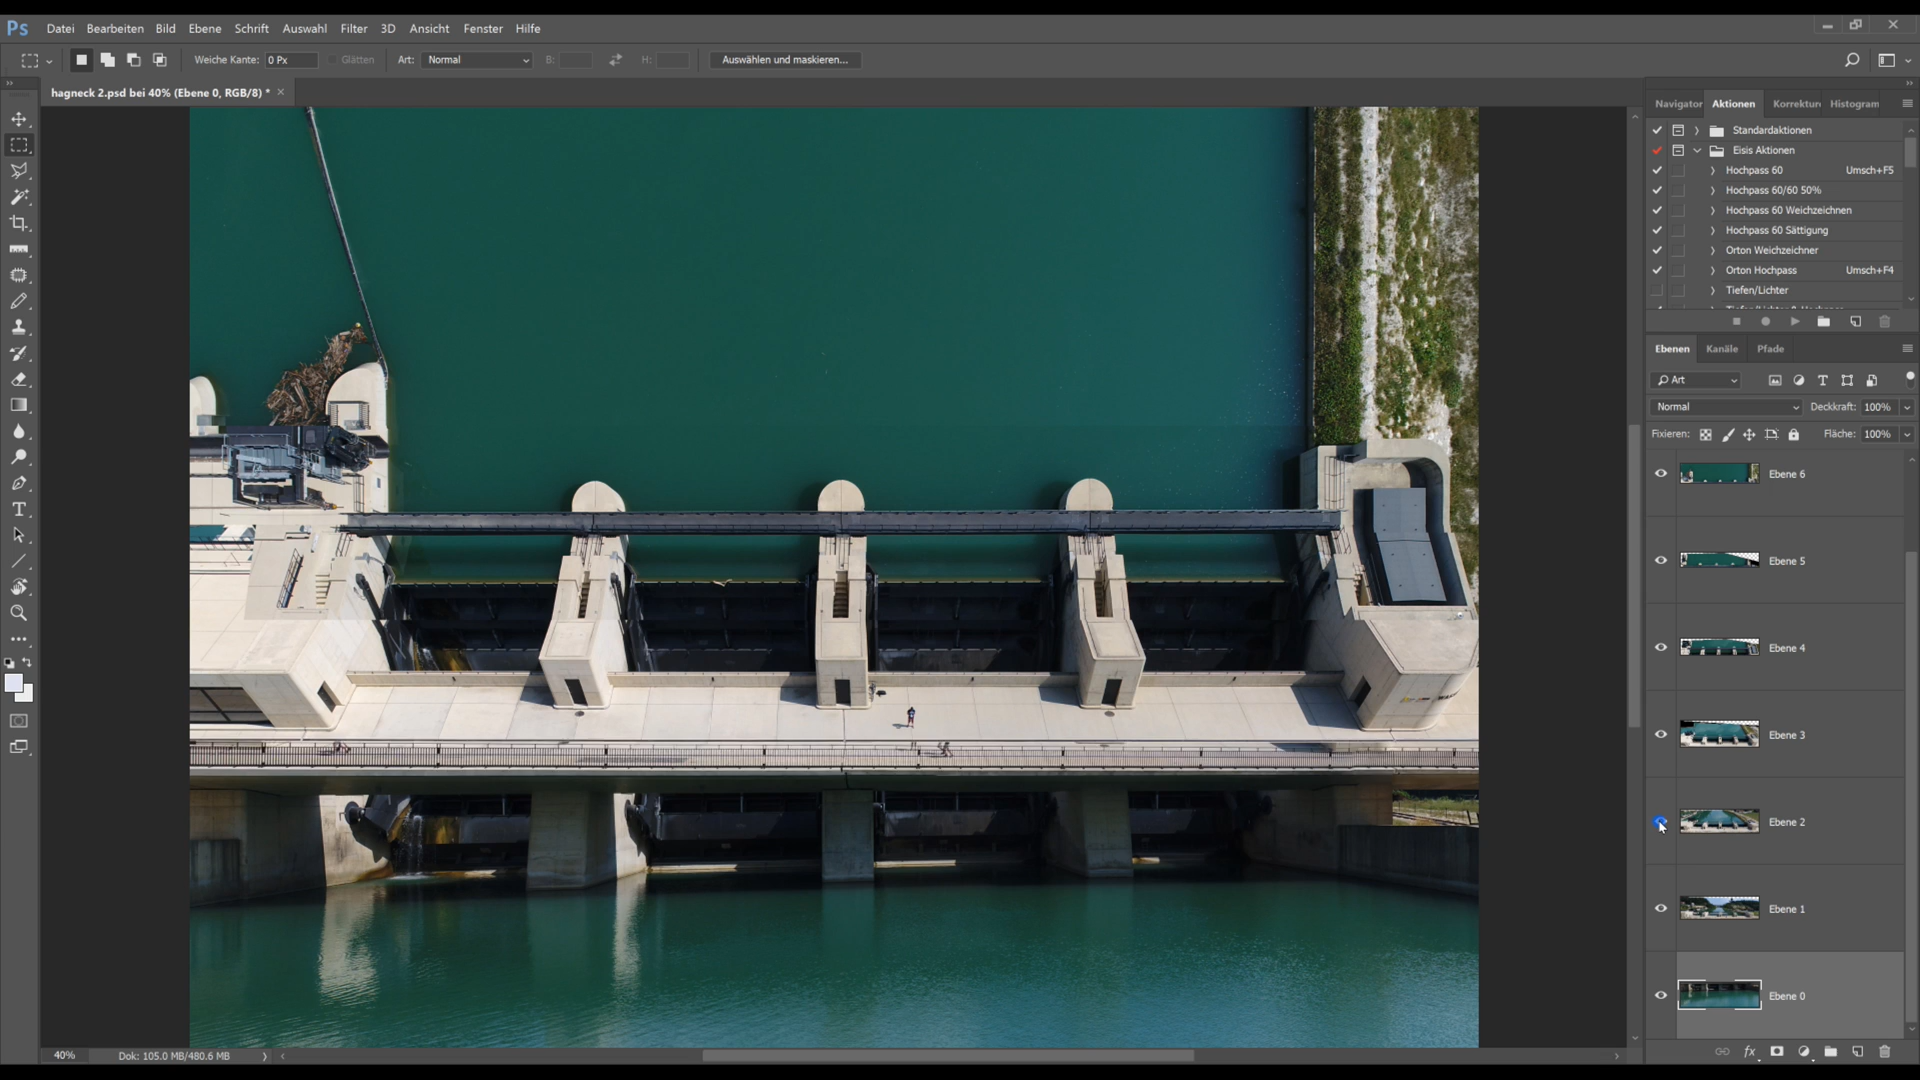 Ps Datei Bearbeiten Bild Ebene Schrift Auswahl Filter 3D Ansicht Fenster Hilfe
Weiche Kante: 0 Px Glätten Art: Normal B: H: Auswählen und maskieren...
hagneck 2.psd bei 40% (Ebene 0, RGB/8) *
Navigator Aktionen Korrektur Histogram
Standardaktionen
Eisis Aktionen
Hochpass 60 Umsch+F5
Hochpass 60/60 50%
Hochpass 60 Weichzeichnen
Hochpass 60 Sättigung
Orton Weichzeichner
Orton Hochpass Umsch+F4
Tiefen/Lichter
Ebenen Kanäle Pfade
Art
Normal Deckkraft: 100%
Fixieren: Fläche: 100%
Ebene 6
Ebene 5
Ebene 4
Ebene 3
Ebene 2
Ebene 1
Ebene 0
fx
40% Dok: 105.0 MB/480.6 MB